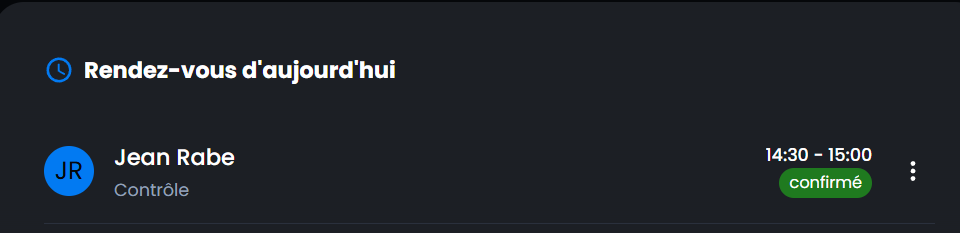 Rendez-vous d'aujourd'hui
JR
Jean Rabe
Contrôle
14:30 - 15:00
confirmé